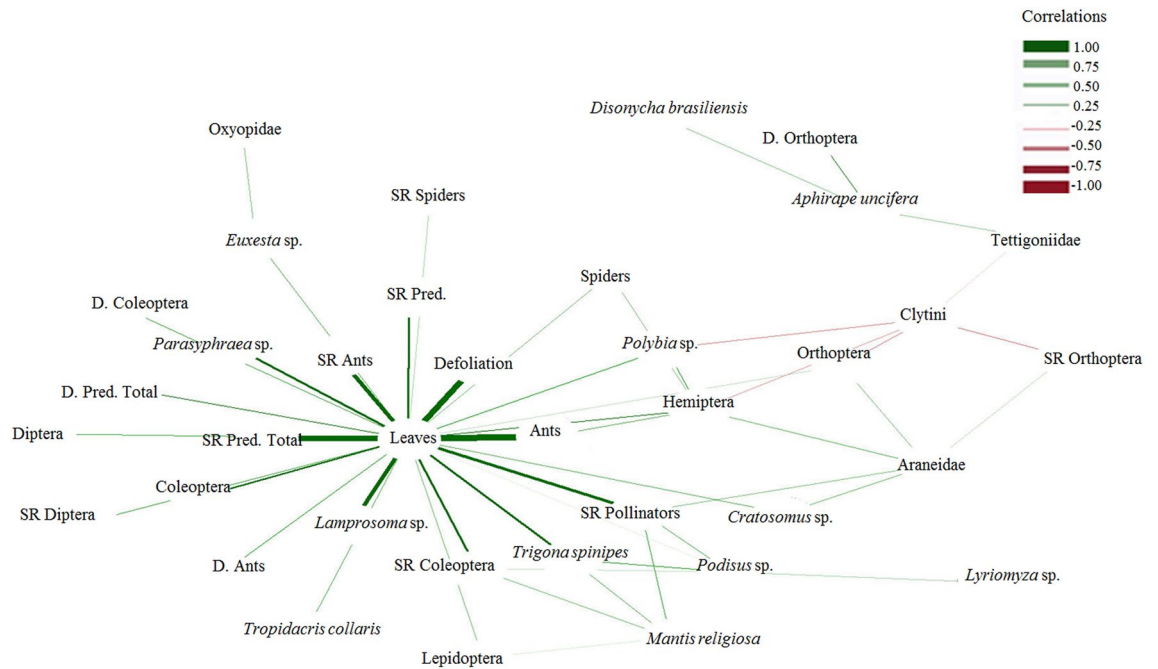 Correlations
1.00
0.75
0.50
0.25
-0.25
-0.50
-0.75
-1.00
Disonycha brasiliensis
Oxyopidae
D. Orthoptera
SR Spiders
Aphirape uncifera
Euxesta sp.
Tettigoniidae
Spiders
SR Pred.
D. Coleoptera
Clytini
Parasyphraea sp.
Polybia sp.
Orthoptera
SR Ants
Defoliation
SR Orthoptera
D. Pred. Total
Hemiptera
Diptera
SR Pred. Total
Leaves
Ants
Araneidae
Coleoptera
SR Diptera
Lamprosoma sp.
SR Pollinators
Cratosomus sp.
Trigona spinipes
D. Ants
SR Coleoptera
Podisus sp.
Lyriomyza sp.
Tropidacris collaris
Mantis religiosa
Lepidoptera